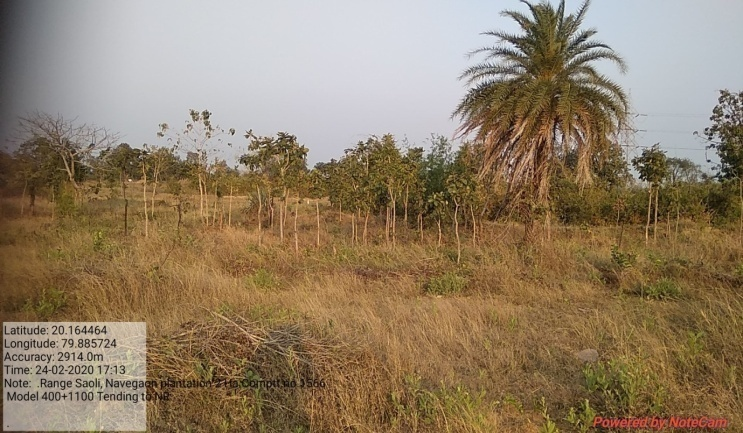 Latitude: 20.164464
Longitude: 79.885724
Accuracy: 2914.0m
Time: 24-02-2020 17:13
Note: .Range Saoli, Navegaon plantation 2 Ha Comptt no 1566
Model 400+1100 Tending to NR
Powered by NoteCam